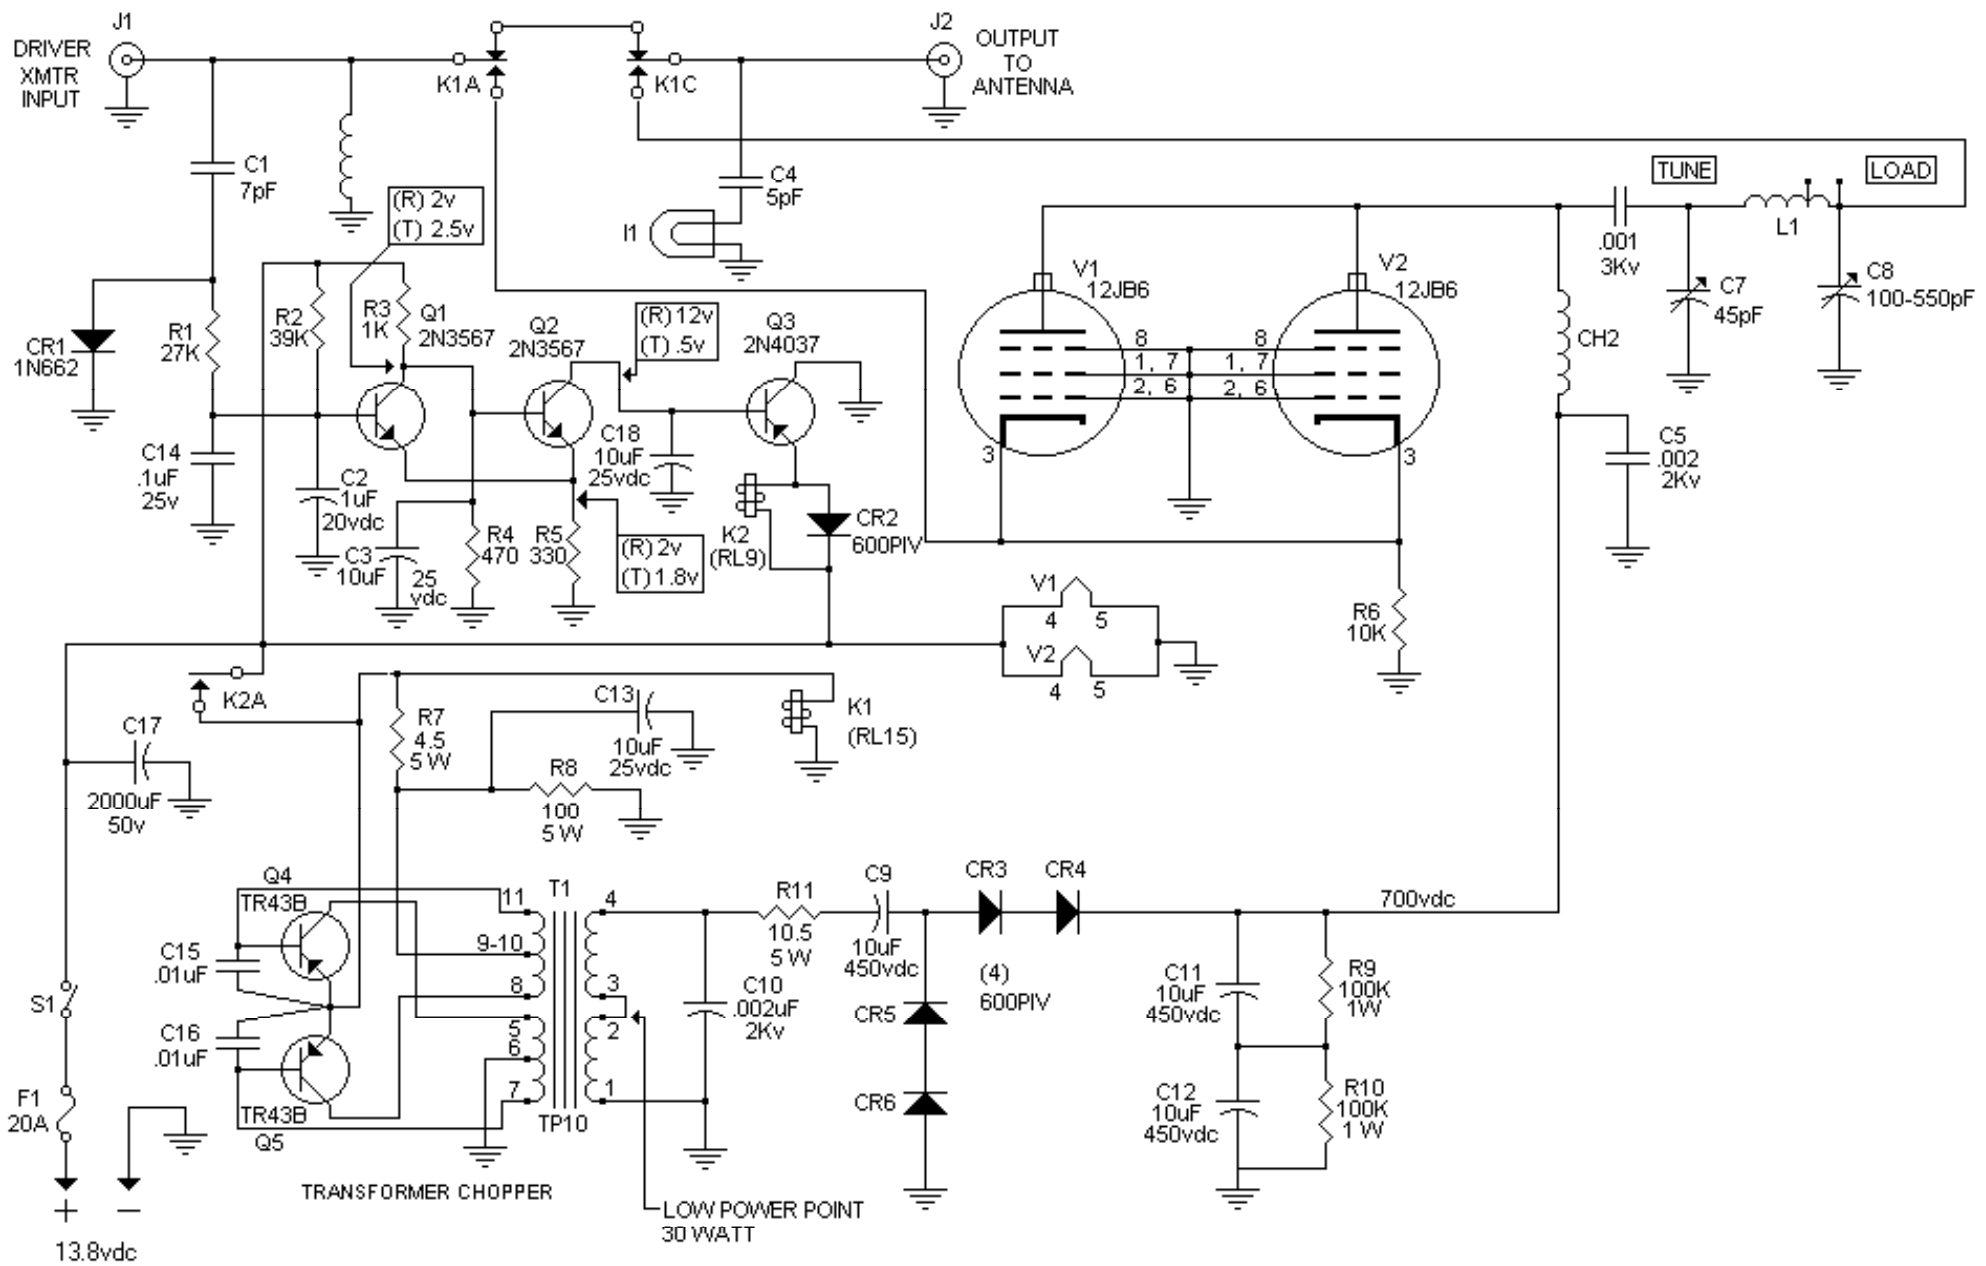 J1
DRIVER
XMTR
INPUT
K1A
K1C
J2
OUTPUT
TO
ANTENNA
C1
7pF
(R) 2v
(T) 2.5v
C4
5pF
I1
TUNE
LOAD
.001
3Kv
L1
C7
45pF
C8
100-550pF
V1
12JB6
V2
12JB6
8
8
1, 7
1, 7
2, 6
2, 6
3
3
CH2
C5
.002
2Kv
CR1
1N662
R1
27K
R2
39K
R3
1K
Q1
2N3567
Q2
2N3567
(R) 12v
(T) .5v
Q3
2N4037
C14
.1uF
25v
C2
.1uF
20vdc
C3
10uF
25
vdc
R4
470
R5
330
C18
10uF
25vdc
(R) 2v
(T) 1.8v
K2
(RL9)
CR2
600PIV
V1
4
5
V2
4
5
R6
10K
K2A
C17
2000uF
50v
R7
4.5
5 W
C13
10uF
25vdc
R8
100
5 W
K1
(RL15)
Q4
TR43B
C15
.01uF
C16
.01uF
TR43B
Q5
11
9-10
8
5
6
7
T1
TP10
4
3
2
1
R11
10.5
5 W
C9
10uF
450vdc
CR3
CR4
(4)
600PIV
C10
.002uF
2Kv
CR5
CR6
700vdc
C11
10uF
450vdc
R9
100K
1W
C12
10uF
450vdc
R10
100K
1 W
S1
F1
20A
+
−
13.8vdc
TRANSFORMER CHOPPER
LOW POWER POINT
30 WATT